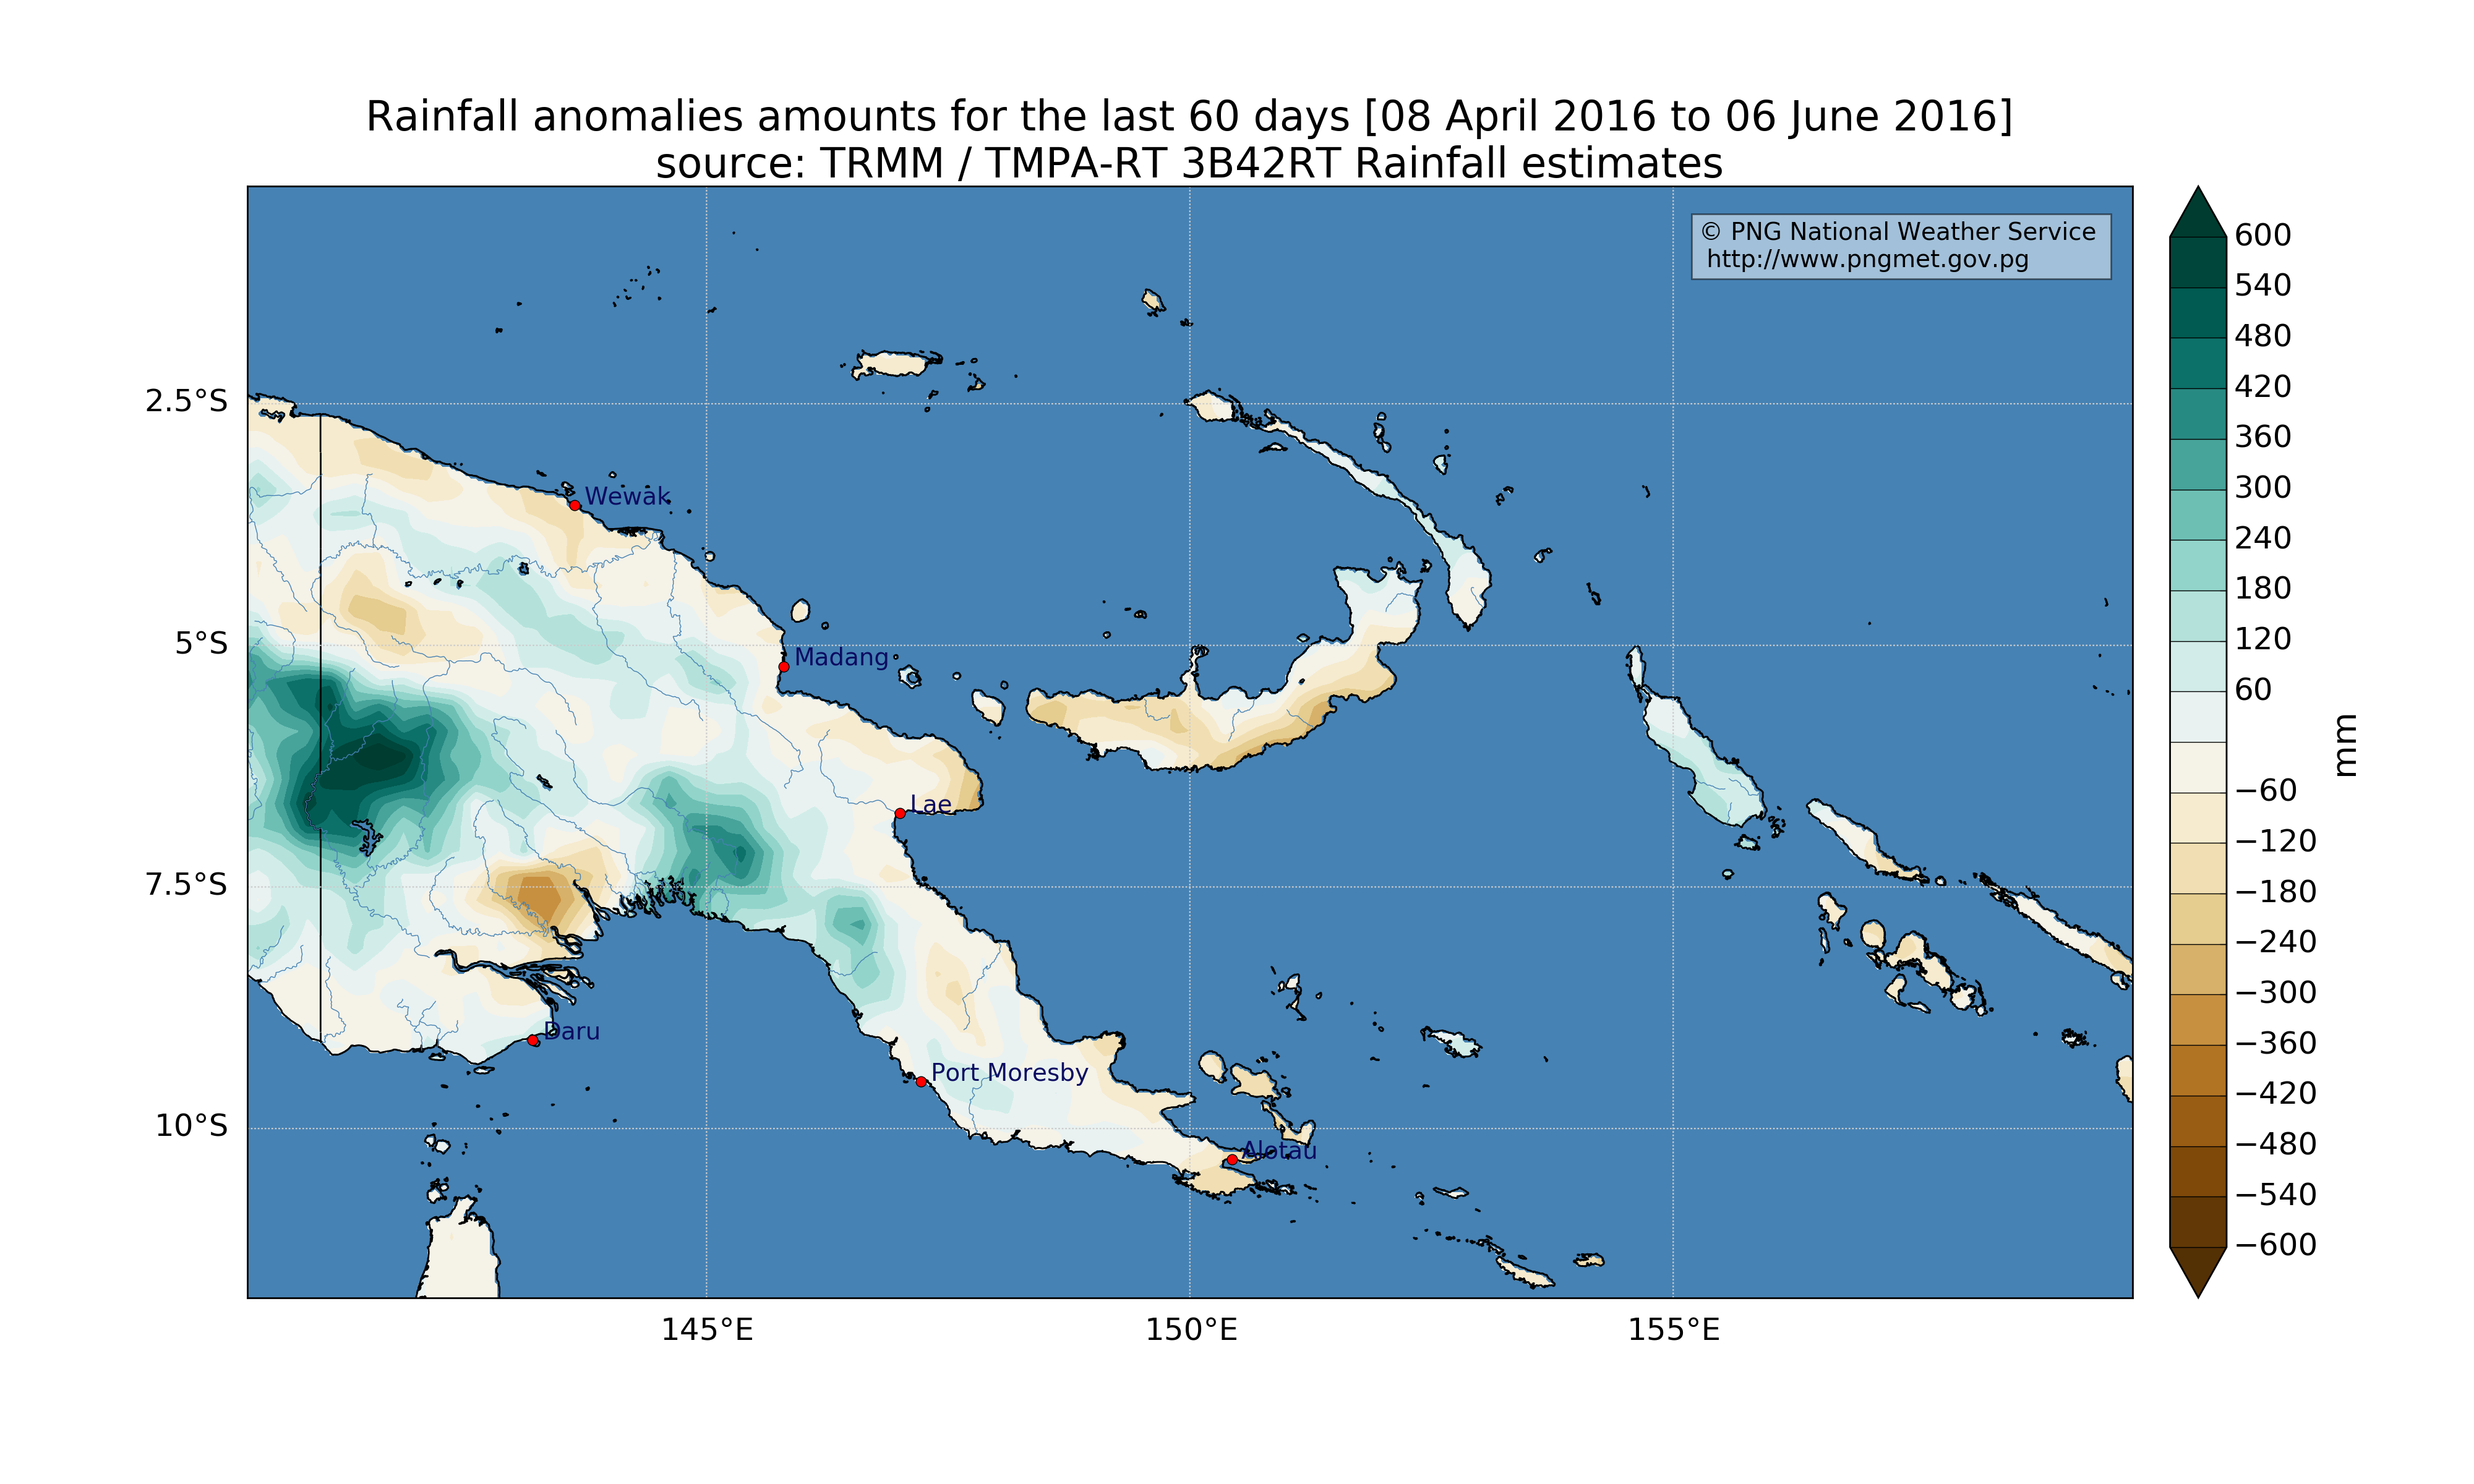 Rainfall anomalies amounts for the last 60 days [08 April 2016 to 06 June 2016]
source: TRMM / TMPA-RT 3B42RT Rainfall estimates
© PNG National Weather Service
http://www.pngmet.gov.pg
2.5°S
5°S
7.5°S
10°S
Wewak
Madang
Lae
Daru
Port Moresby
Alotau
145°E
150°E
155°E
600
540
480
420
360
300
240
180
120
60
−60
−120
−180
−240
−300
−360
−420
−480
−540
−600
mm